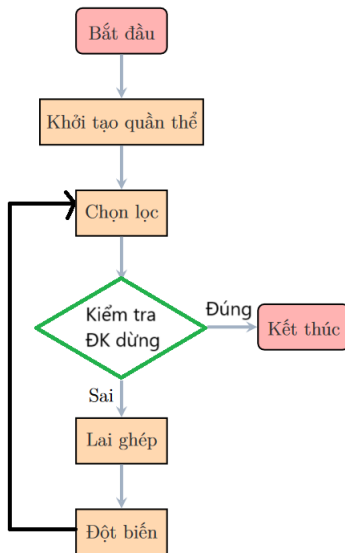 Bắt đầu
Khởi tạo quần thể
Chọn lọc
Kiểm tra
ĐK dừng
Đúng
Kết thúc
Sai
Lai ghép
Đột biến